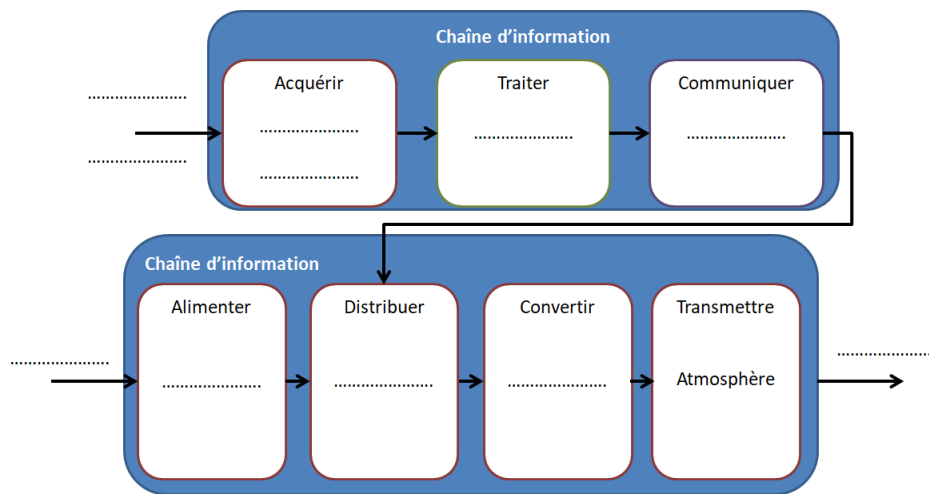 Chaîne d’information
Acquérir
Traiter
Communiquer
......................
......................
......................
......................
......................
......................
Chaîne d’information
Alimenter
Distribuer
Convertir
Transmettre
......................
......................
......................
......................
Atmosphère
......................